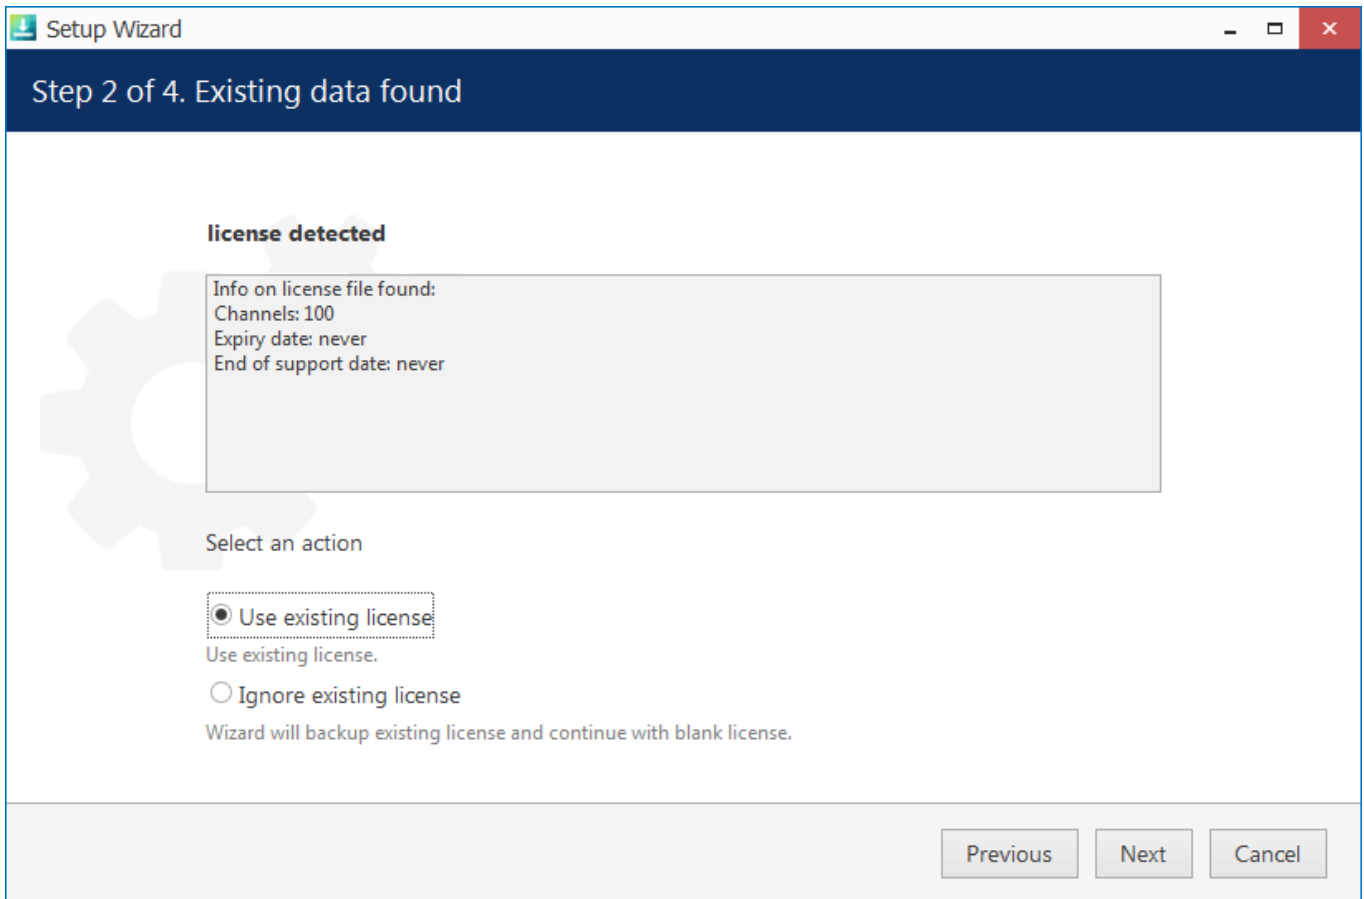 Setup Wizard
Step 2 of 4. Existing data found
license detected
Info on license file found:
Channels: 100
Expiry date: never
End of support date: never
Select an action
Use existing license
Use existing license.
Ignore existing license
Wizard will backup existing license and continue with blank license.
Previous Next Cancel